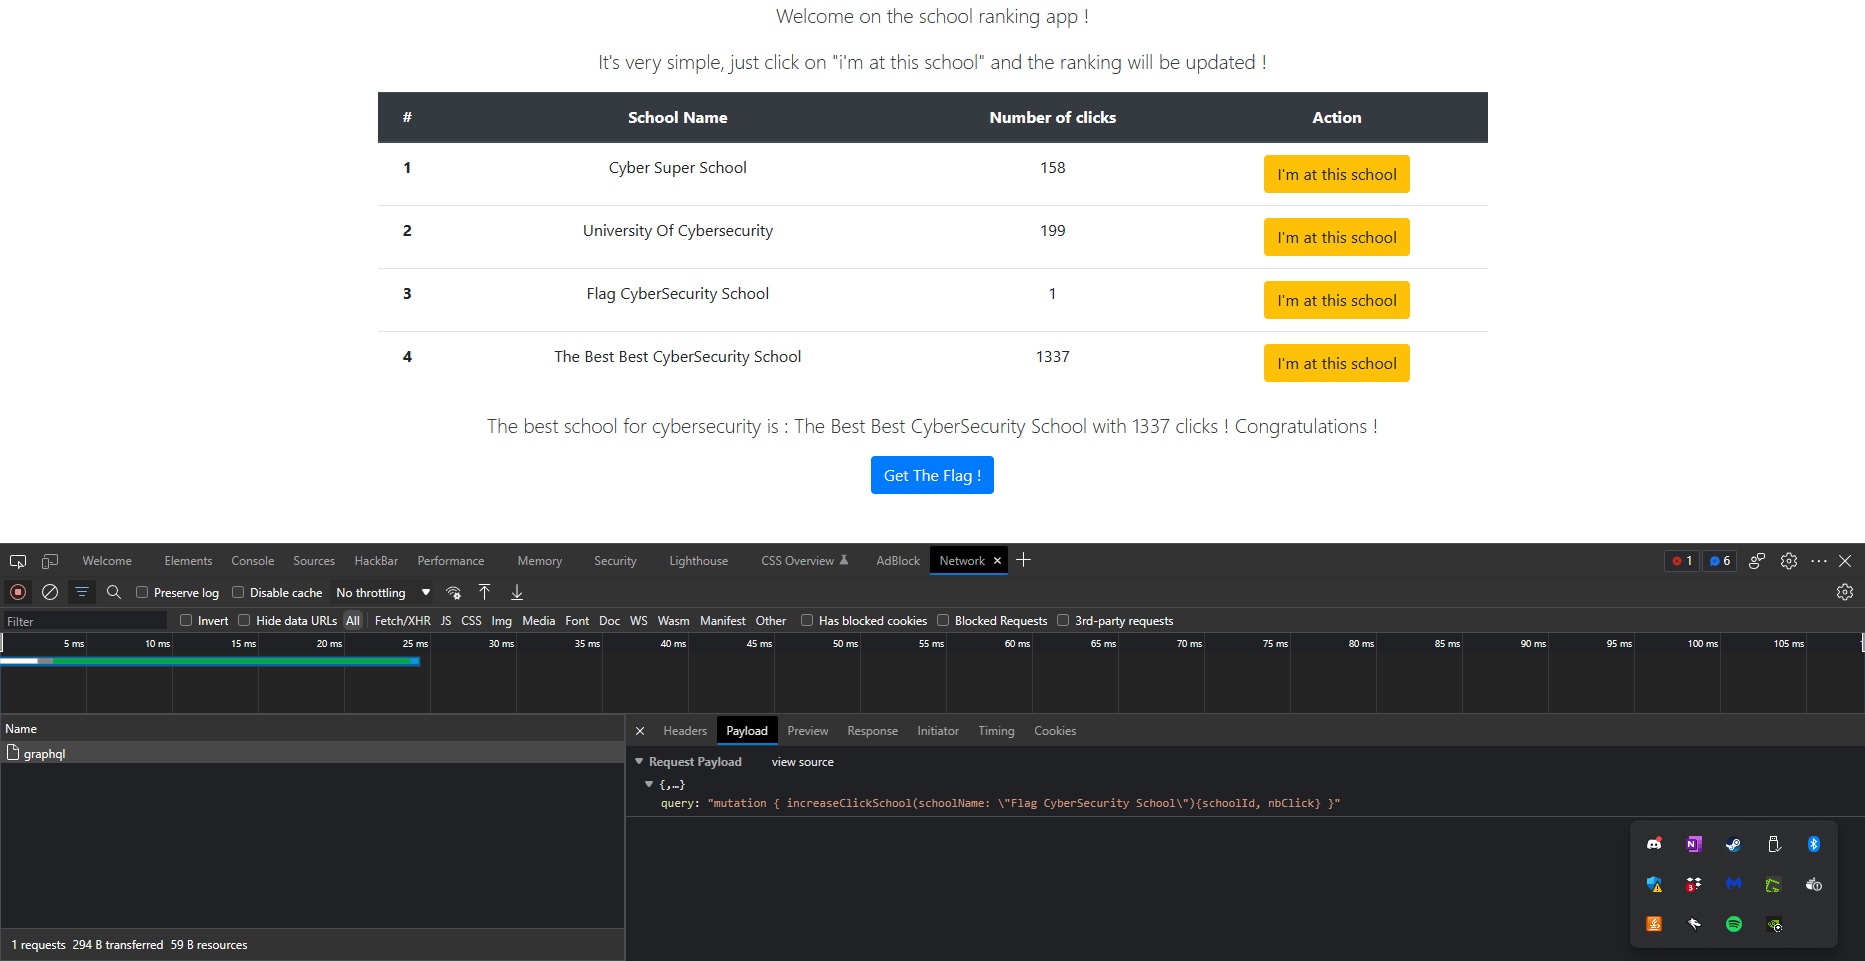 Welcome on the school ranking app !
It's very simple, just click on "i'm at this school" and the ranking will be updated !
# School Name Number of clicks Action
1 Cyber Super School 158 I'm at this school
2 University Of Cybersecurity 199 I'm at this school
3 Flag CyberSecurity School 1 I'm at this school
4 The Best Best CyberSecurity School 1337 I'm at this school
The best school for cybersecurity is : The Best Best CyberSecurity School with 1337 clicks ! Congratulations !
Get The Flag !
Welcome Elements Console Sources HackBar Performance Memory Security Lighthouse CSS Overview AdBlock Network 1 6
Preserve log Disable cache No throttling
Filter Invert Hide data URLs All Fetch/XHR JS CSS Img Media Font Doc WS Wasm Manifest Other Has blocked cookies Blocked Requests 3rd-party requests
5 ms 10 ms 15 ms 20 ms 25 ms 30 ms 35 ms 40 ms 45 ms 50 ms 55 ms 60 ms 65 ms 70 ms 75 ms 80 ms 85 ms 90 ms 95 ms 100 ms 105 ms
Name
graphql
Headers Payload Preview Response Initiator Timing Cookies
Request Payload view source
{,…}
query: "mutation { increaseClickSchool(schoolName: \"Flag CyberSecurity School\"){schoolId, nbClick} }"
N
3
1 requests 294 B transferred 59 B resources